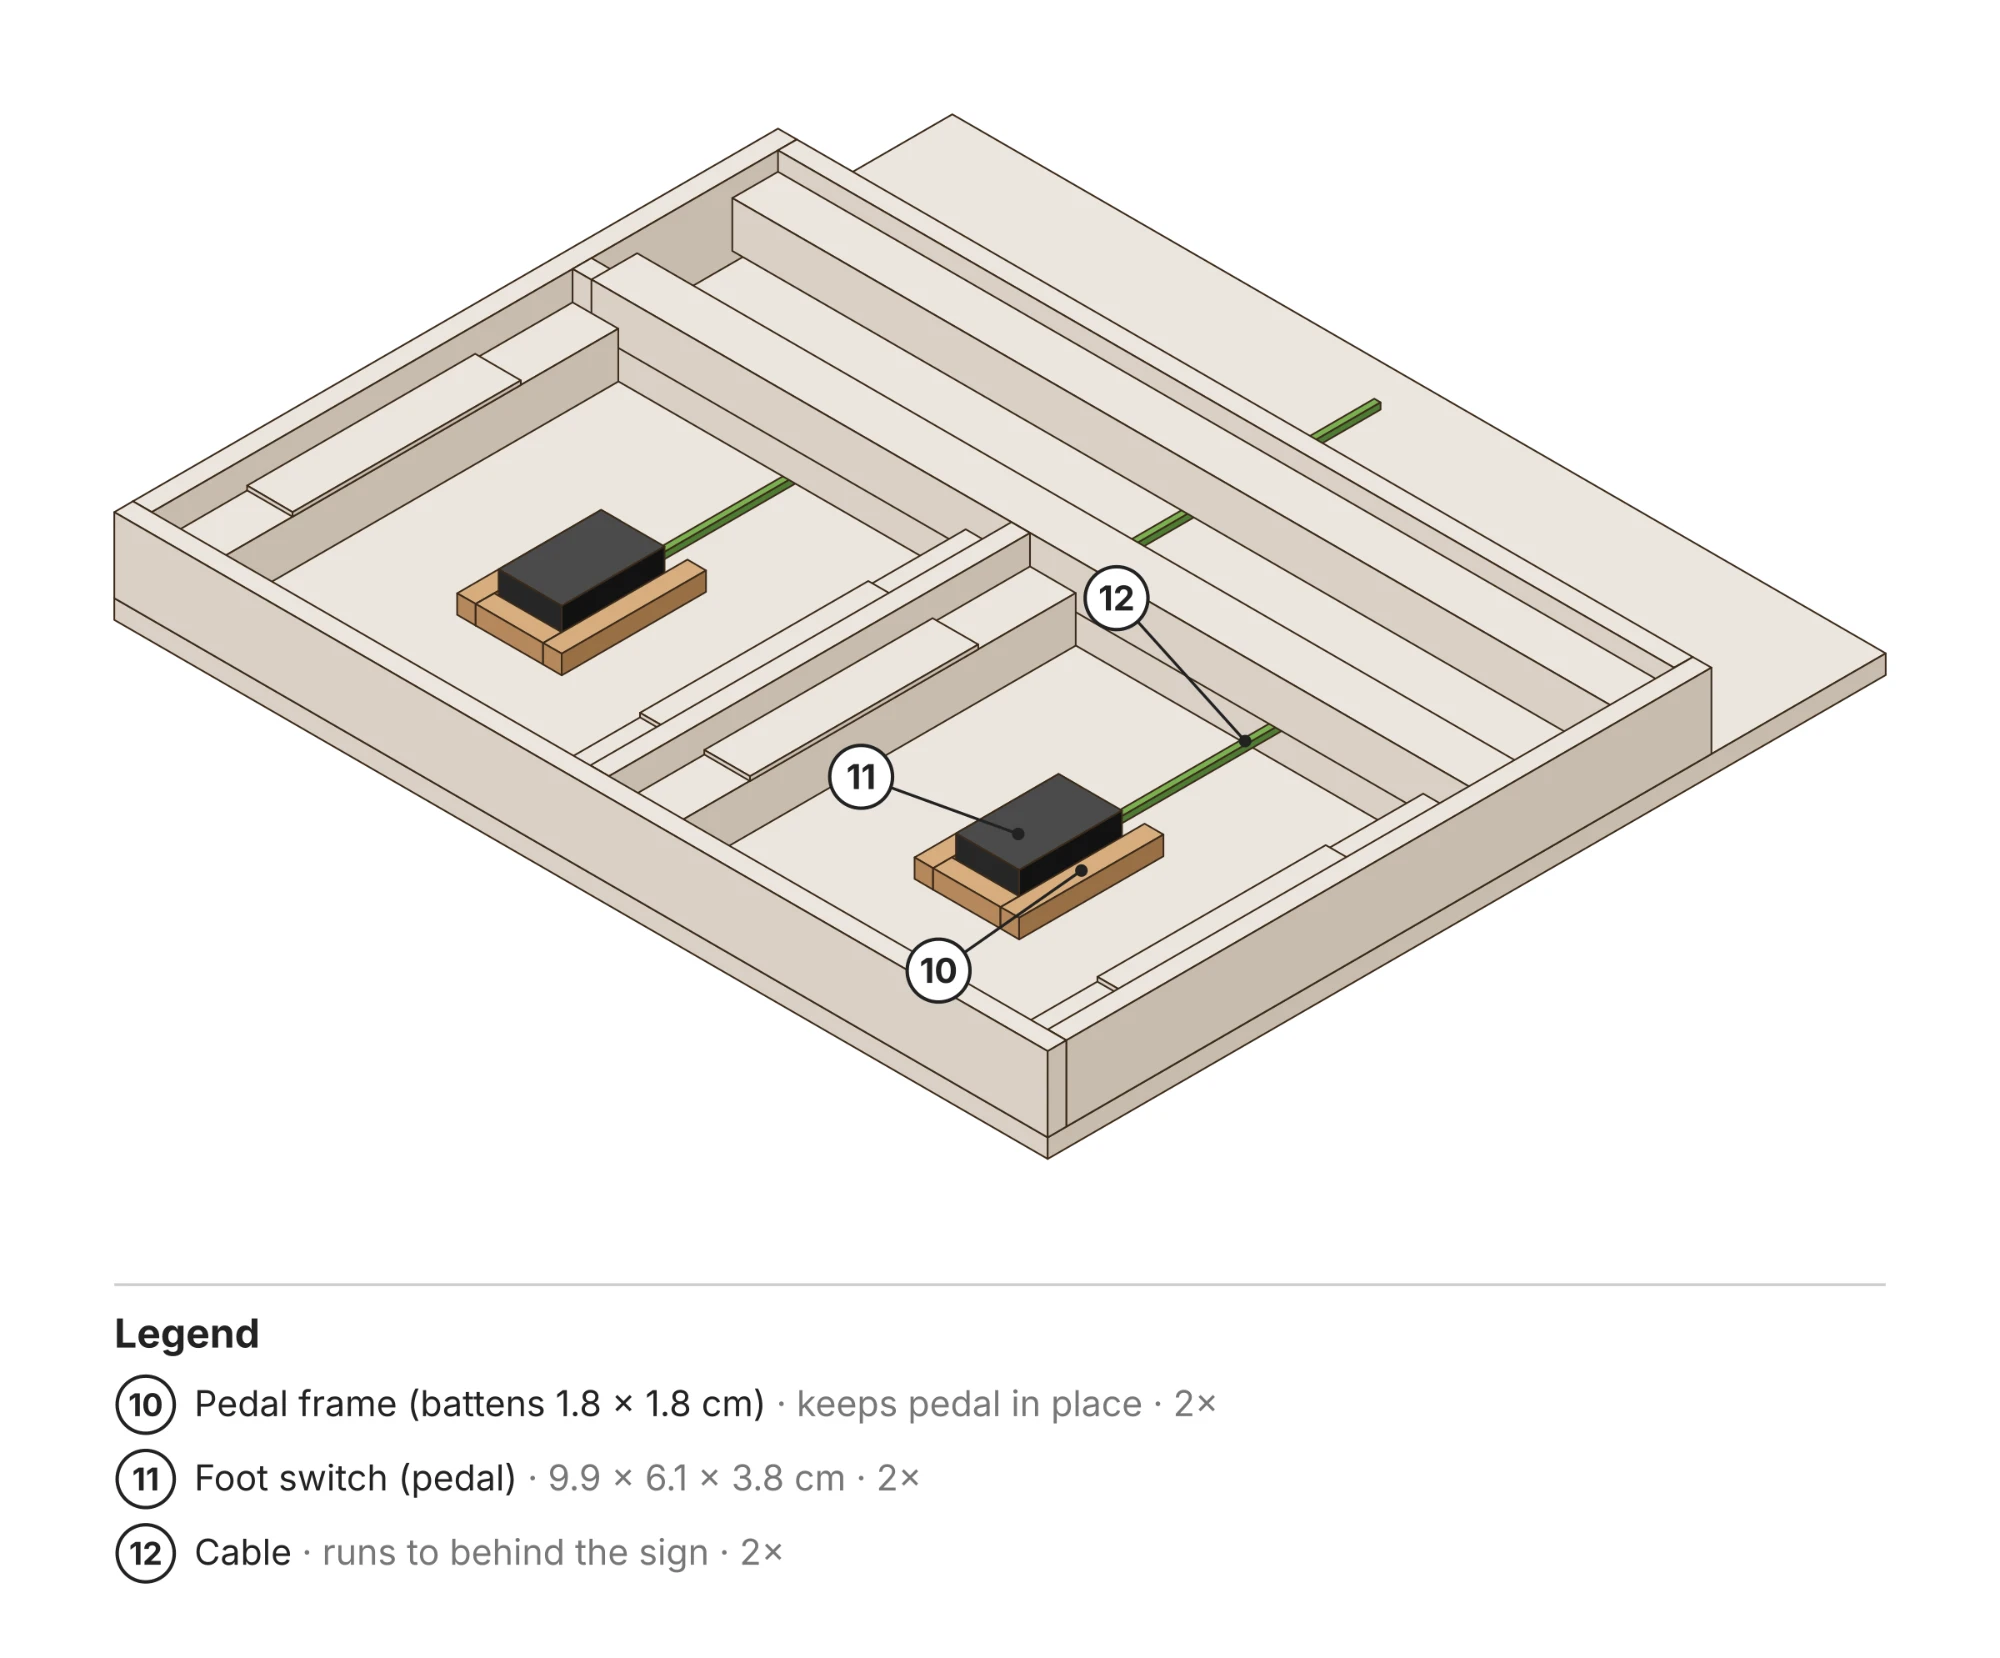 12
11
10
Legend
10 Pedal frame (battens 1.8 × 1.8 cm) · keeps pedal in place · 2×
11 Foot switch (pedal) · 9.9 × 6.1 × 3.8 cm · 2×
12 Cable · runs to behind the sign · 2×